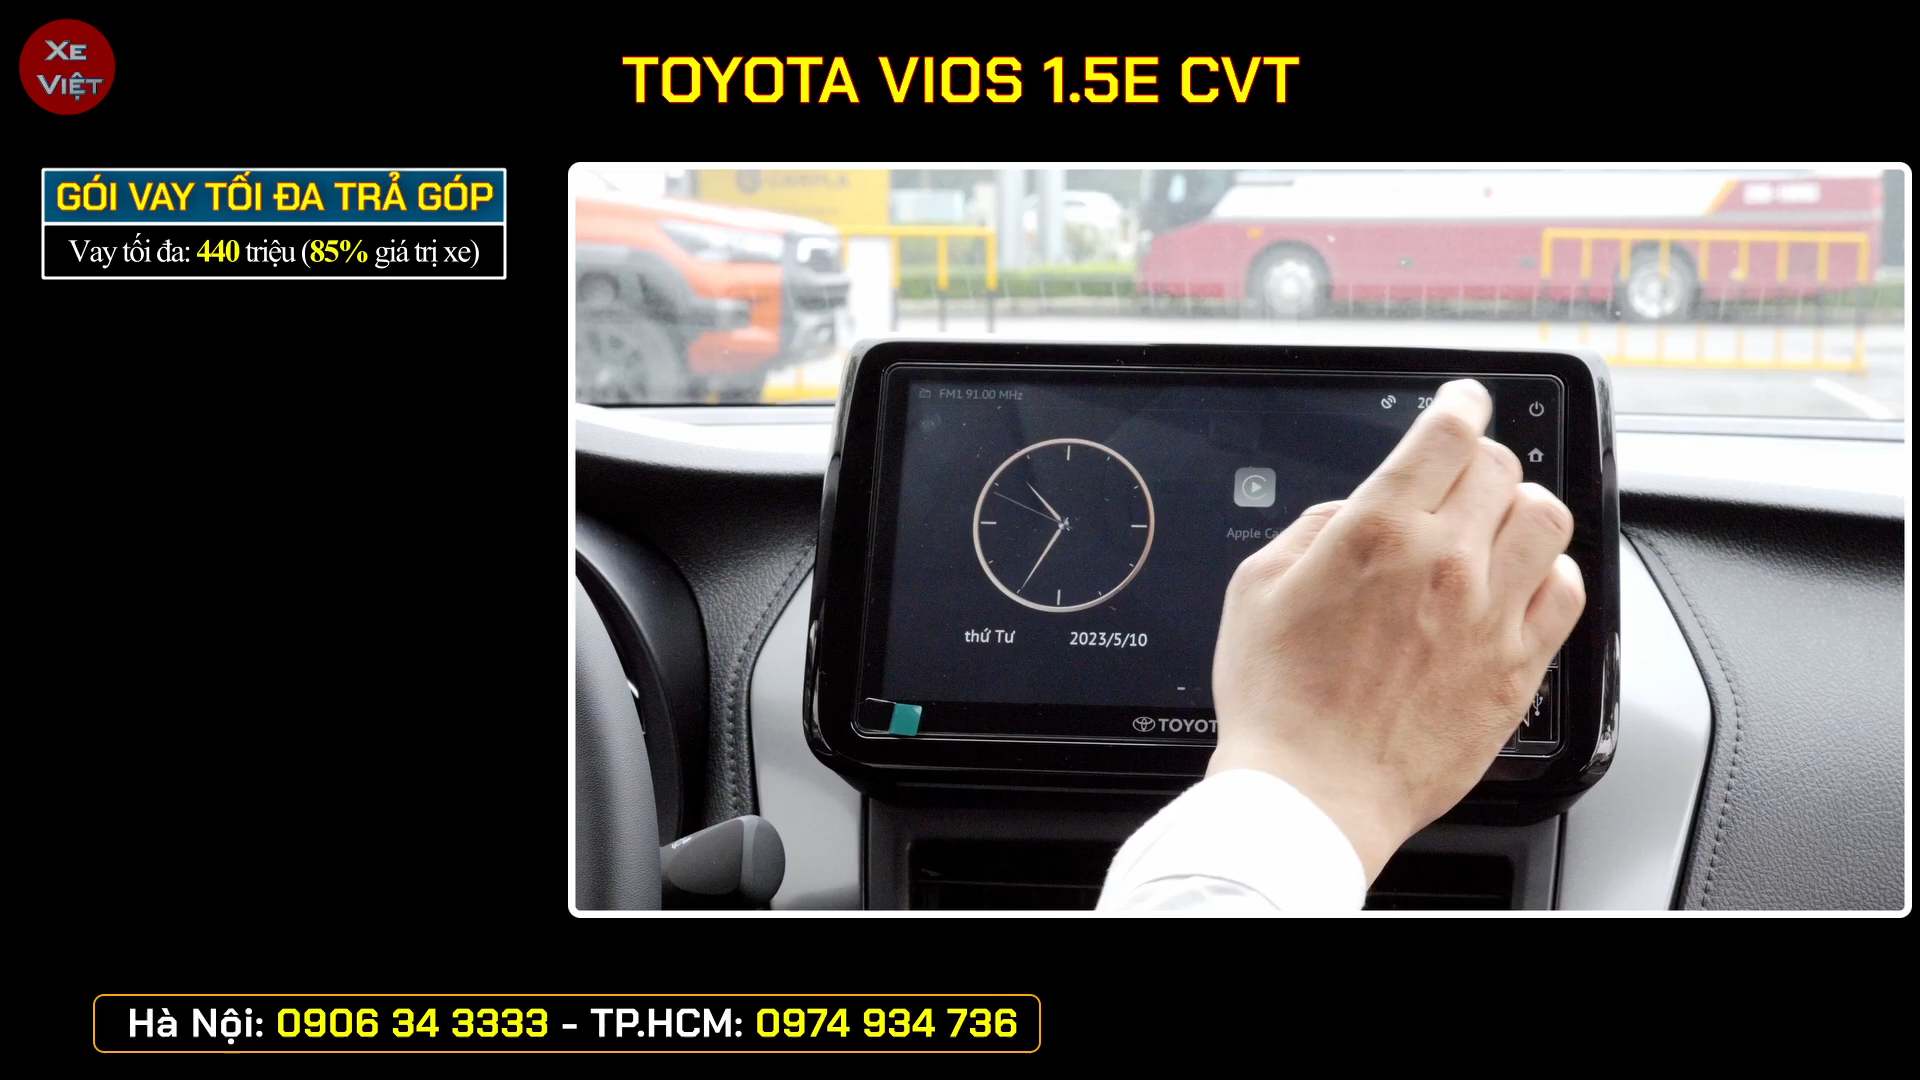 XE
VIỆT
TOYOTA VIOS 1.5E CVT
GÓI VAY TỐI ĐA TRẢ GÓP
Vay tối đa: 440 triệu (85% giá trị xe)
FM1 91.00 MHz
Apple
thứ Tư 2023/5/10
Hà Nội: 0906 34 3333 - TP.HCM: 0974 934 736